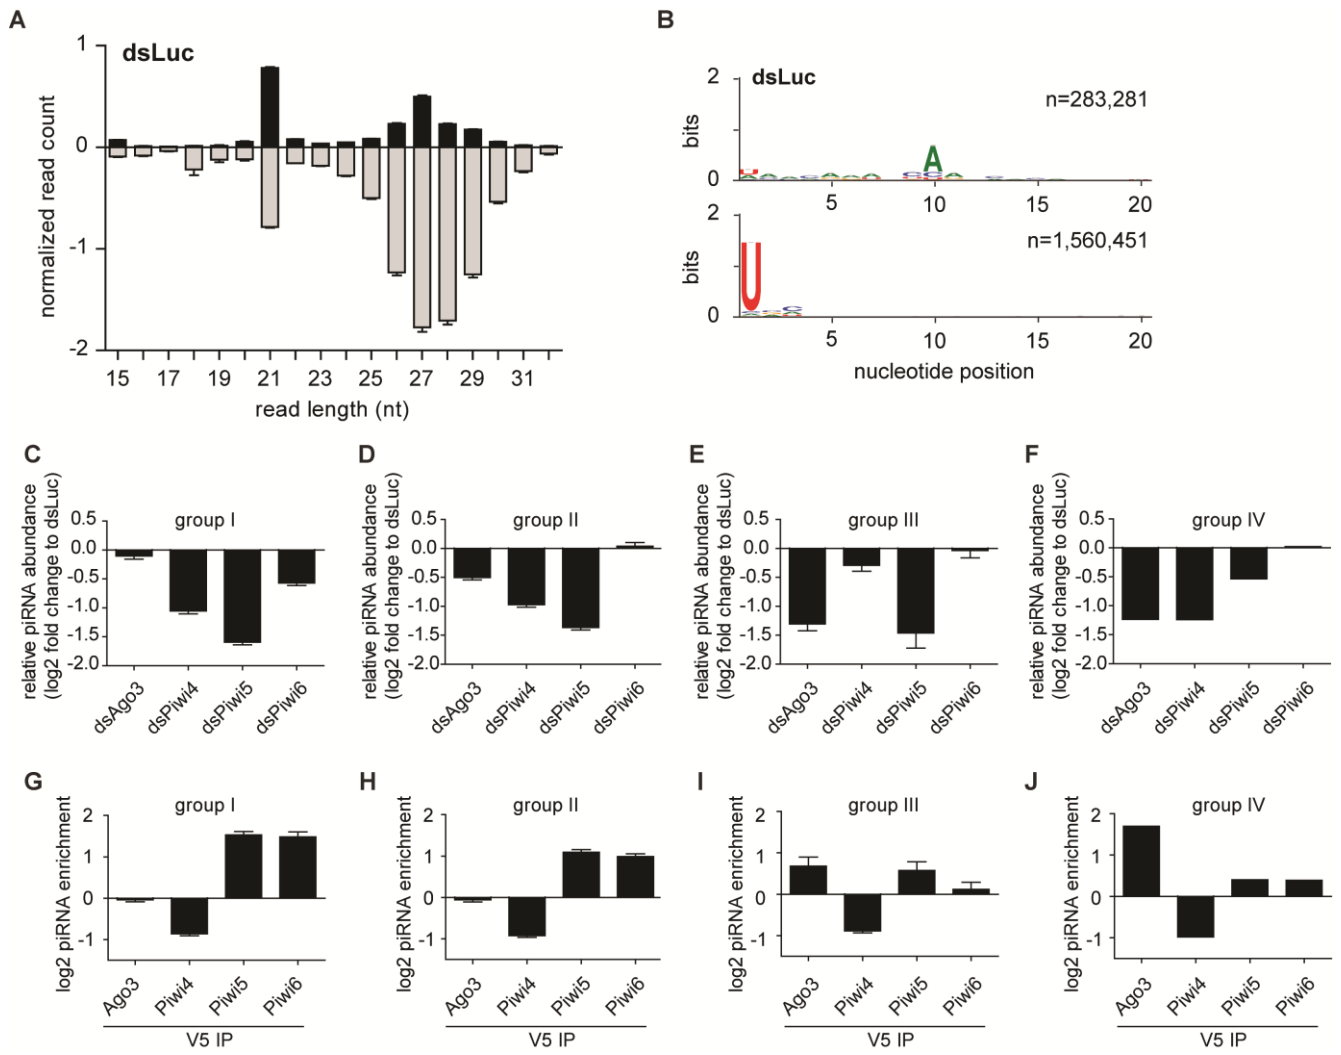 A
dsLuc
normalized read count
1
0
-1
-2
15 17 19 21 23 25 27 29 31
read length (nt)
B
dsLuc
n=283,281
bits
2
0
A
5 10 15 20
n=1,560,451
bits
2
0
U
5 10 15 20
nucleotide position
C
relative piRNA abundance
(log2 fold change to dsLuc)
group I
0.5
0.0
-0.5
-1.0
-1.5
-2.0
dsAgo3 dsPiwi4 dsPiwi5 dsPiwi6
D
relative piRNA abundance
(log2 fold change to dsLuc)
group II
0.5
0.0
-0.5
-1.0
-1.5
-2.0
dsAgo3 dsPiwi4 dsPiwi5 dsPiwi6
E
relative piRNA abundance
(log2 fold change to dsLuc)
group III
0.5
0.0
-0.5
-1.0
-1.5
-2.0
dsAgo3 dsPiwi4 dsPiwi5 dsPiwi6
F
relative piRNA abundance
(log2 fold change to dsLuc)
group IV
0.5
0.0
-0.5
-1.0
-1.5
-2.0
dsAgo3 dsPiwi4 dsPiwi5 dsPiwi6
G
log2 piRNA enrichment
group I
2
1
0
-1
Ago3 Piwi4 Piwi5 Piwi6
V5 IP
H
log2 piRNA enrichment
group II
2
1
0
-1
Ago3 Piwi4 Piwi5 Piwi6
V5 IP
I
log2 piRNA enrichment
group III
2
1
0
-1
Ago3 Piwi4 Piwi5 Piwi6
V5 IP
J
log2 piRNA enrichment
group IV
2
1
0
-1
Ago3 Piwi4 Piwi5 Piwi6
V5 IP